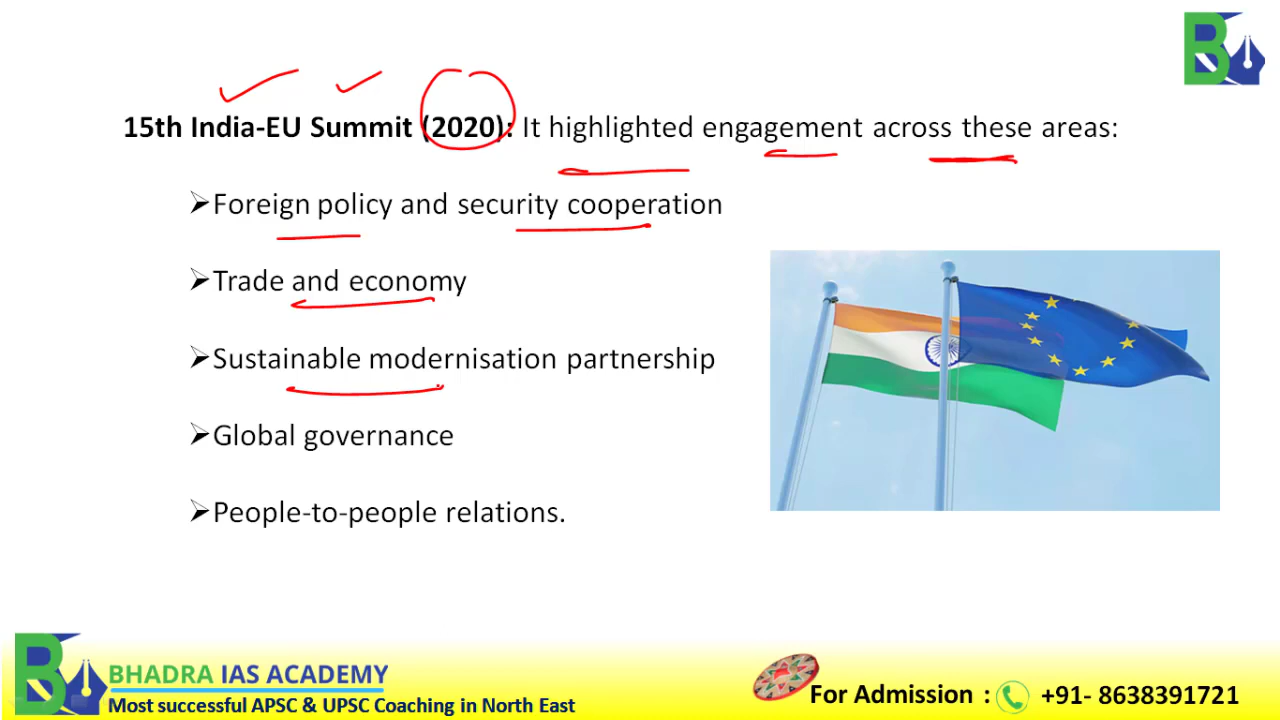 15th India-EU Summit (2020): It highlighted engagement across these areas:
➢Foreign policy and security cooperation
➢Trade and economy
➢Sustainable modernisation partnership
➢Global governance
➢People-to-people relations.
BHADRA IAS ACADEMY
Most successful APSC & UPSC Coaching in North East
For Admission : +91- 8638391721